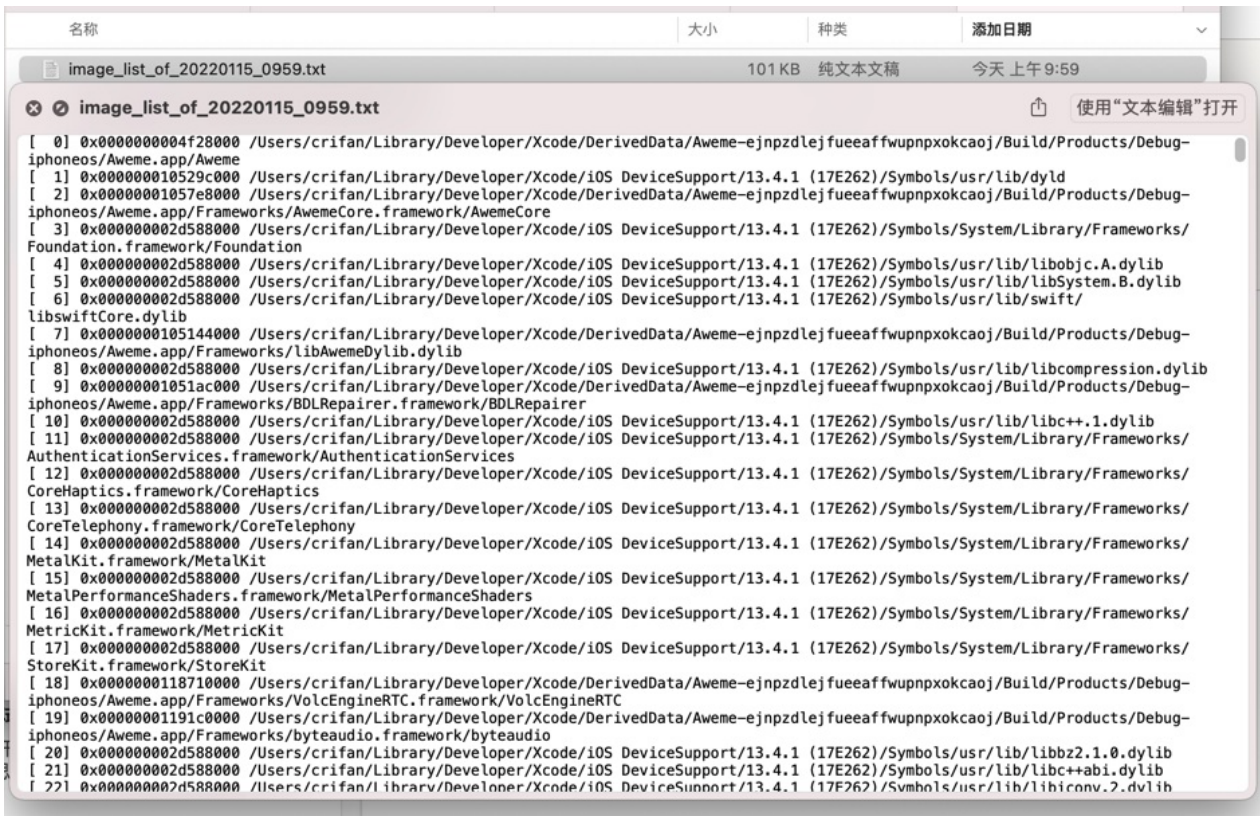 名称 大小 种类 添加日期
image_list_of_20220115_0959.txt 101 KB 纯文本文稿 今天 上午 9:59
image_list_of_20220115_0959.txt 使用“文本编辑”打开
[  0] 0x0000000004f28000 /Users/crifan/Library/Developer/Xcode/DerivedData/Aweme-ejnpzdlejfueeaffwupnpxokcaoj/Build/Products/Debug-
iphoneos/Aweme.app/Aweme
[  1] 0x000000010529c000 /Users/crifan/Library/Developer/Xcode/iOS DeviceSupport/13.4.1 (17E262)/Symbols/usr/lib/dyld
[  2] 0x00000001057e8000 /Users/crifan/Library/Developer/Xcode/DerivedData/Aweme-ejnpzdlejfueeaffwupnpxokcaoj/Build/Products/Debug-
iphoneos/Aweme.app/Frameworks/AwemeCore.framework/AwemeCore
[  3] 0x000000002d588000 /Users/crifan/Library/Developer/Xcode/iOS DeviceSupport/13.4.1 (17E262)/Symbols/System/Library/Frameworks/
Foundation.framework/Foundation
[  4] 0x000000002d588000 /Users/crifan/Library/Developer/Xcode/iOS DeviceSupport/13.4.1 (17E262)/Symbols/usr/lib/libobjc.A.dylib
[  5] 0x000000002d588000 /Users/crifan/Library/Developer/Xcode/iOS DeviceSupport/13.4.1 (17E262)/Symbols/usr/lib/libSystem.B.dylib
[  6] 0x000000002d588000 /Users/crifan/Library/Developer/Xcode/iOS DeviceSupport/13.4.1 (17E262)/Symbols/usr/lib/swift/
libswiftCore.dylib
[  7] 0x0000000105144000 /Users/crifan/Library/Developer/Xcode/DerivedData/Aweme-ejnpzdlejfueeaffwupnpxokcaoj/Build/Products/Debug-
iphoneos/Aweme.app/Frameworks/libAwemeDylib.dylib
[  8] 0x000000002d588000 /Users/crifan/Library/Developer/Xcode/iOS DeviceSupport/13.4.1 (17E262)/Symbols/usr/lib/libcompression.dylib
[  9] 0x00000001051ac000 /Users/crifan/Library/Developer/Xcode/DerivedData/Aweme-ejnpzdlejfueeaffwupnpxokcaoj/Build/Products/Debug-
iphoneos/Aweme.app/Frameworks/BDLRepairer.framework/BDLRepairer
[ 10] 0x000000002d588000 /Users/crifan/Library/Developer/Xcode/iOS DeviceSupport/13.4.1 (17E262)/Symbols/usr/lib/libc++.1.dylib
[ 11] 0x000000002d588000 /Users/crifan/Library/Developer/Xcode/iOS DeviceSupport/13.4.1 (17E262)/Symbols/System/Library/Frameworks/
AuthenticationServices.framework/AuthenticationServices
[ 12] 0x000000002d588000 /Users/crifan/Library/Developer/Xcode/iOS DeviceSupport/13.4.1 (17E262)/Symbols/System/Library/Frameworks/
CoreHaptics.framework/CoreHaptics
[ 13] 0x000000002d588000 /Users/crifan/Library/Developer/Xcode/iOS DeviceSupport/13.4.1 (17E262)/Symbols/System/Library/Frameworks/
CoreTelephony.framework/CoreTelephony
[ 14] 0x000000002d588000 /Users/crifan/Library/Developer/Xcode/iOS DeviceSupport/13.4.1 (17E262)/Symbols/System/Library/Frameworks/
MetalKit.framework/MetalKit
[ 15] 0x000000002d588000 /Users/crifan/Library/Developer/Xcode/iOS DeviceSupport/13.4.1 (17E262)/Symbols/System/Library/Frameworks/
MetalPerformanceShaders.framework/MetalPerformanceShaders
[ 16] 0x000000002d588000 /Users/crifan/Library/Developer/Xcode/iOS DeviceSupport/13.4.1 (17E262)/Symbols/System/Library/Frameworks/
MetricKit.framework/MetricKit
[ 17] 0x000000002d588000 /Users/crifan/Library/Developer/Xcode/iOS DeviceSupport/13.4.1 (17E262)/Symbols/System/Library/Frameworks/
StoreKit.framework/StoreKit
[ 18] 0x0000000118710000 /Users/crifan/Library/Developer/Xcode/DerivedData/Aweme-ejnpzdlejfueeaffwupnpxokcaoj/Build/Products/Debug-
iphoneos/Aweme.app/Frameworks/VolcEngineRTC.framework/VolcEngineRTC
[ 19] 0x00000001191c0000 /Users/crifan/Library/Developer/Xcode/DerivedData/Aweme-ejnpzdlejfueeaffwupnpxokcaoj/Build/Products/Debug-
iphoneos/Aweme.app/Frameworks/byteaudio.framework/byteaudio
[ 20] 0x000000002d588000 /Users/crifan/Library/Developer/Xcode/iOS DeviceSupport/13.4.1 (17E262)/Symbols/usr/lib/libbz2.1.0.dylib
[ 21] 0x000000002d588000 /Users/crifan/Library/Developer/Xcode/iOS DeviceSupport/13.4.1 (17E262)/Symbols/usr/lib/libc++abi.dylib
[ 22] 0x000000002d588000 /Users/crifan/Library/Developer/Xcode/iOS DeviceSupport/13.4.1 (17E262)/Symbols/usr/lib/libiconv.2.dylib